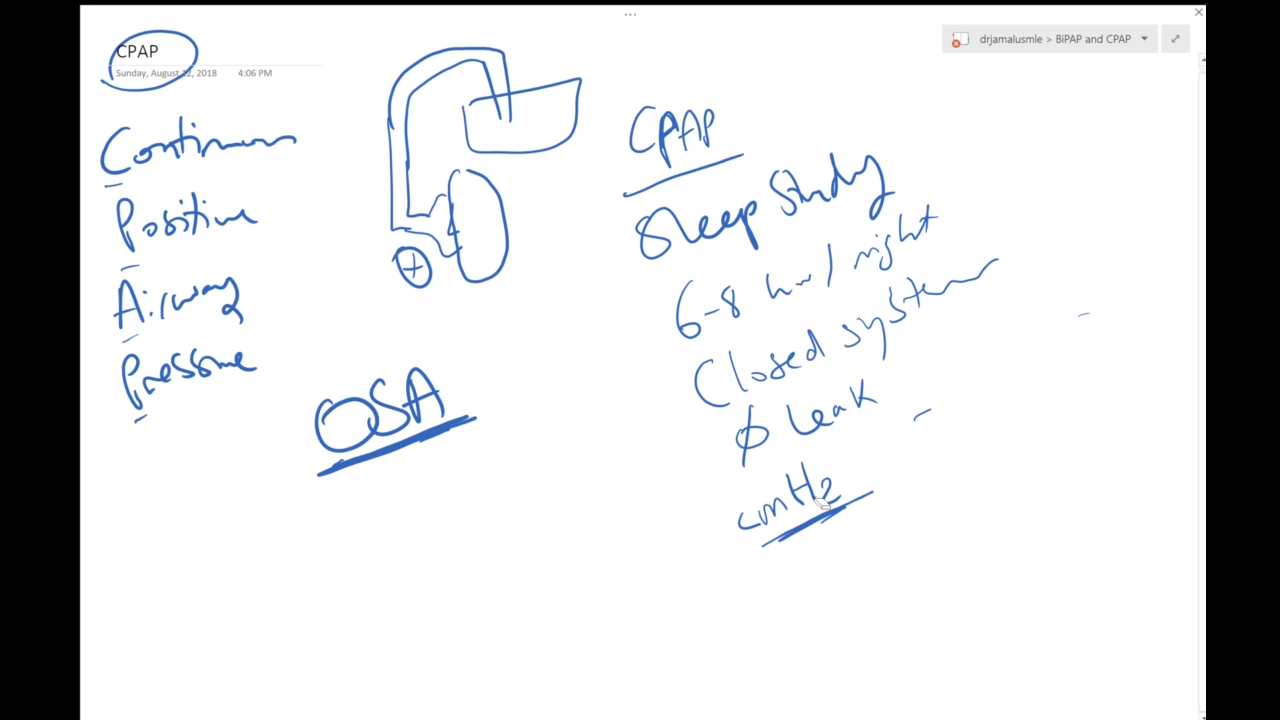 CPAP
Sunday, August 12, 2018 4:06 PM
drjamalusmle > BiPAP and CPAP
Continuous
Positive
Airway
Pressure
+
OSA
CPAP
Sleep Study
6-8 hrs/night
Closed system
φ leak
cmH2